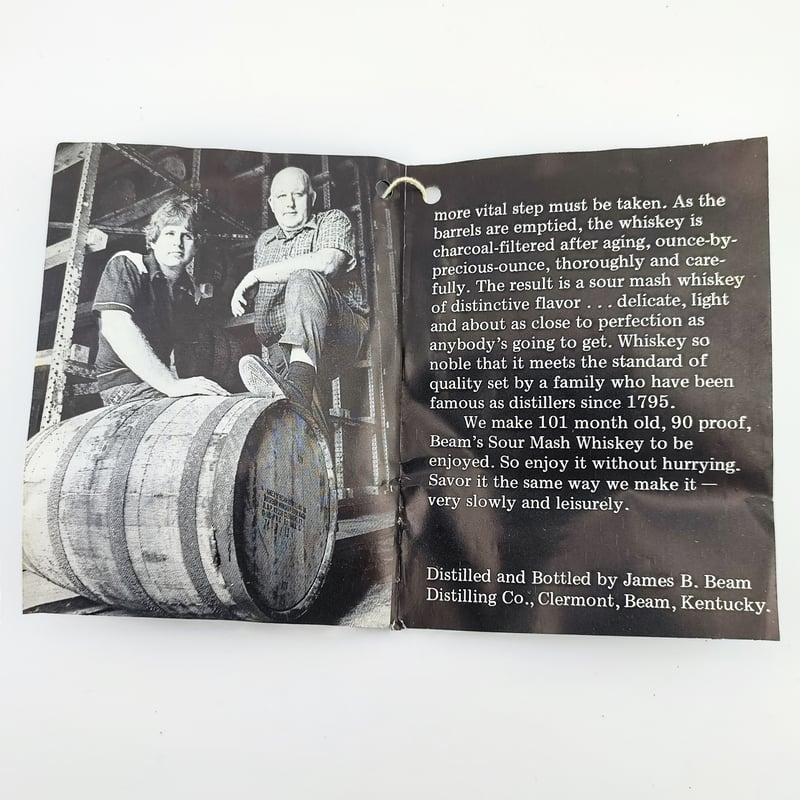 more vital step must be taken. As the
barrels are emptied, the whiskey is
charcoal-filtered after aging, ounce-by-
precious-ounce, thoroughly and care-
fully. The result is a sour mash whiskey
of distinctive flavor . . . delicate, light
and about as close to perfection as
anybody's going to get. Whiskey so
noble that it meets the standard of
quality set by a family who have been
famous as distillers since 1795.
We make 101 month old, 90 proof,
Beam's Sour Mash Whiskey to be
enjoyed. So enjoy it without hurrying.
Savor it the same way we make it —
very slowly and leisurely.
Distilled and Bottled by James B. Beam
Distilling Co., Clermont, Beam, Kentucky.